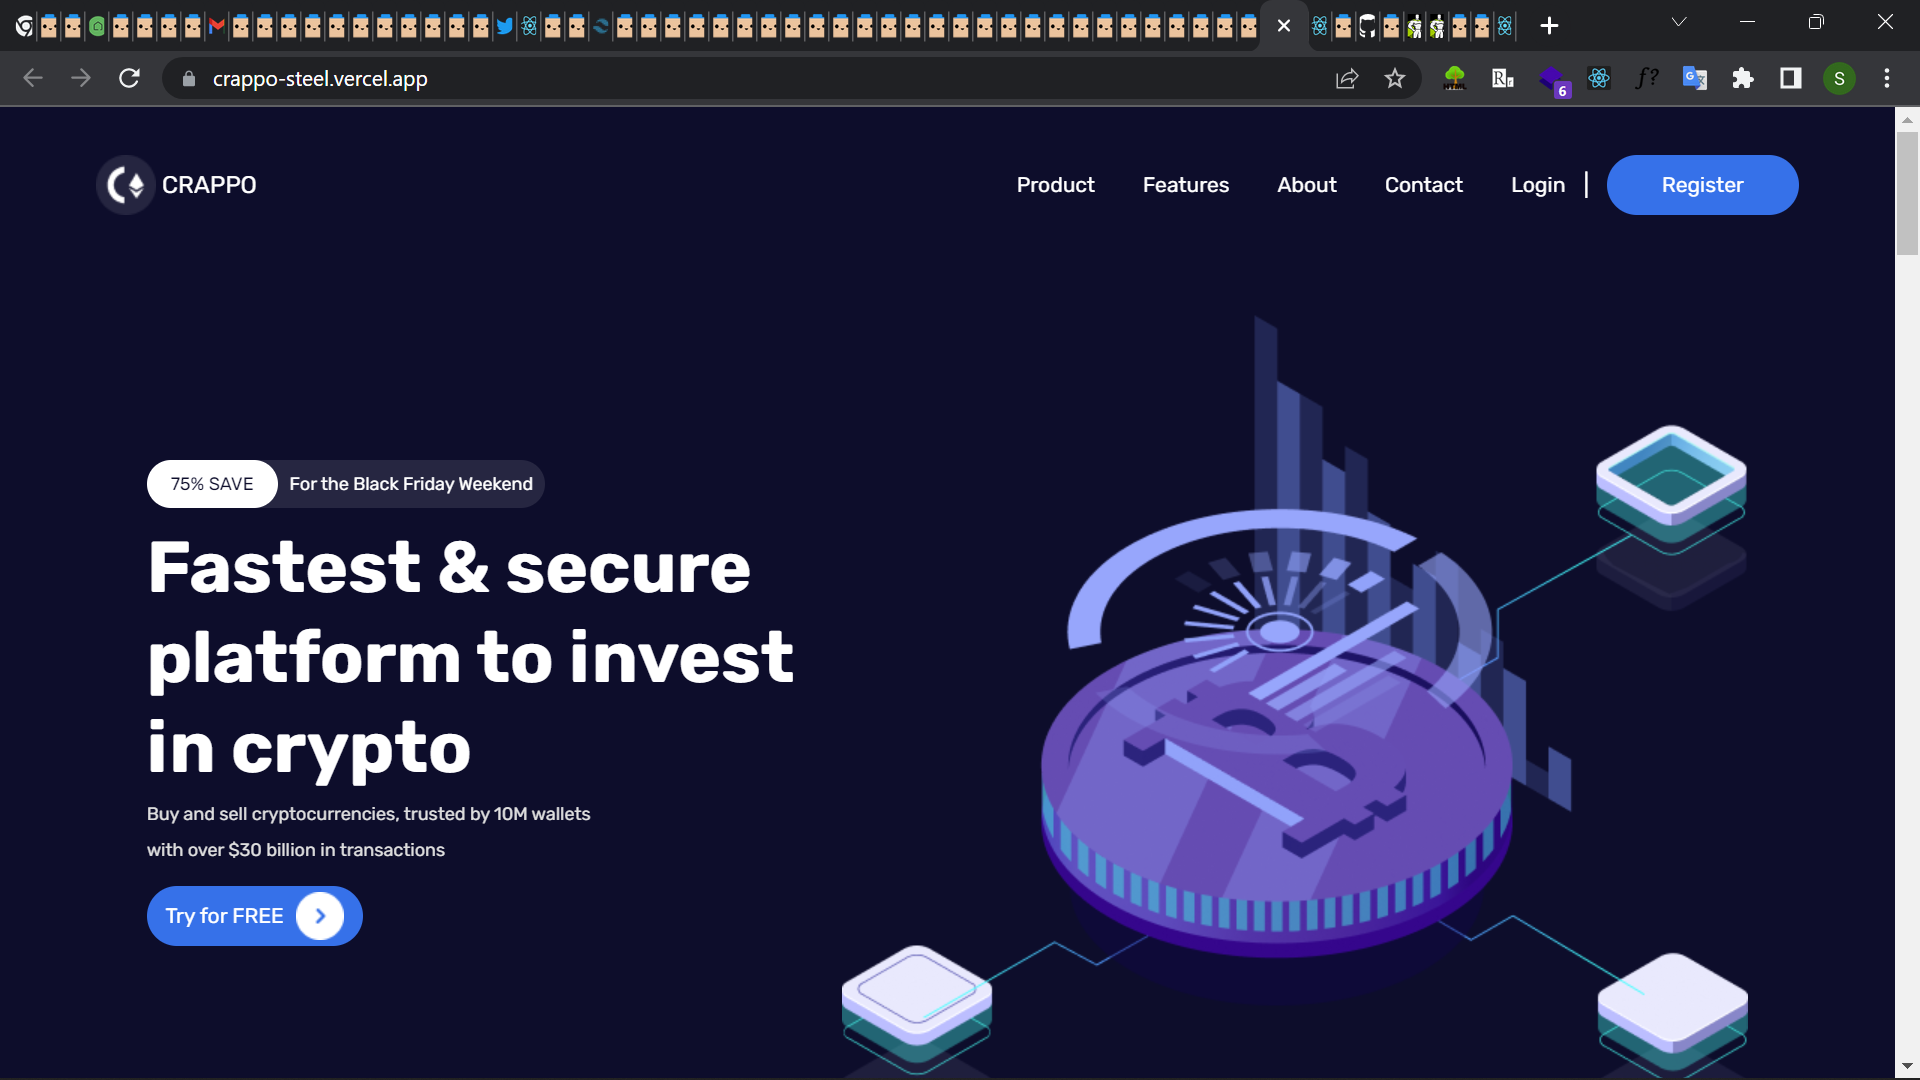 crappo-steel.vercel.app
R
f?
6
G
S
CRAPPO
Product Features About Contact Login | Register
75% SAVE For the Black Friday Weekend
Fastest & secure
platform to invest
in crypto
Buy and sell cryptocurrencies, trusted by 10M wallets
with over $30 billion in transactions
Try for FREE